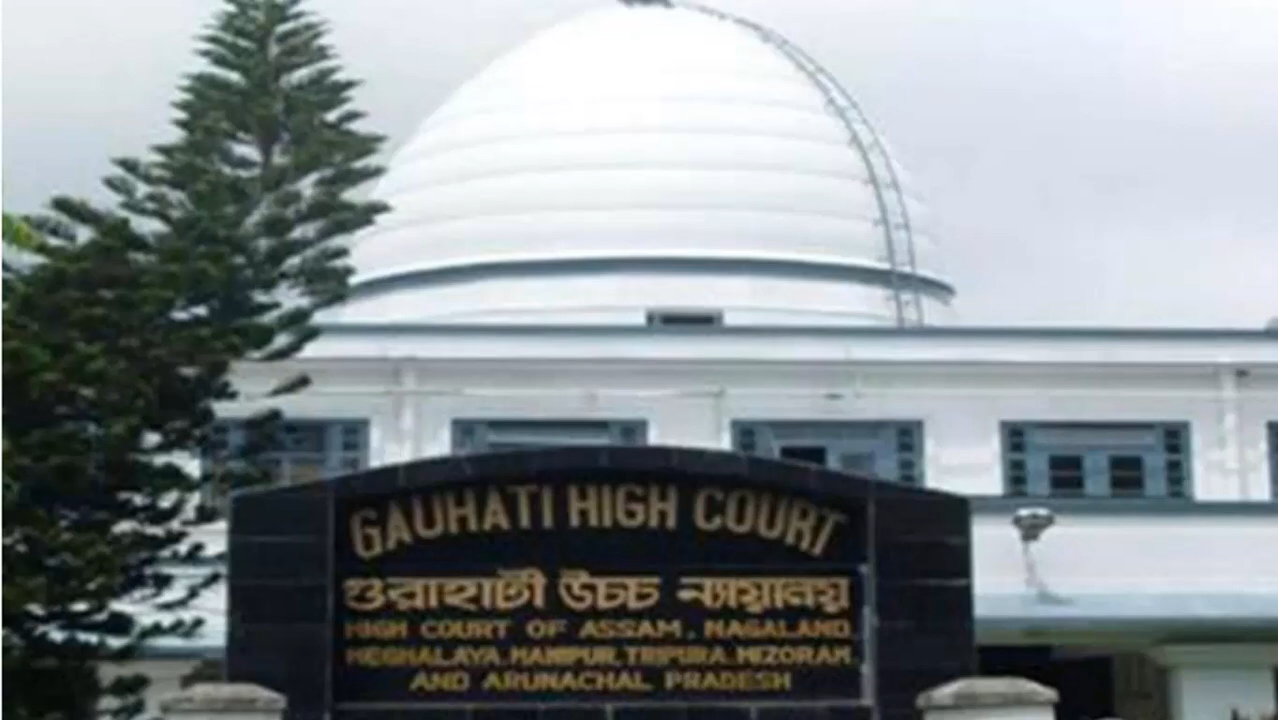 GAUHATI HIGH COURT
গুৱাহাটী উচ্চ ন্যায়ালয়
HIGH COURT OF ASSAM, NAGALAND,
MEGHALAYA, MANIPUR, TRIPURA, MIZORAM,
AND ARUNACHAL PRADESH